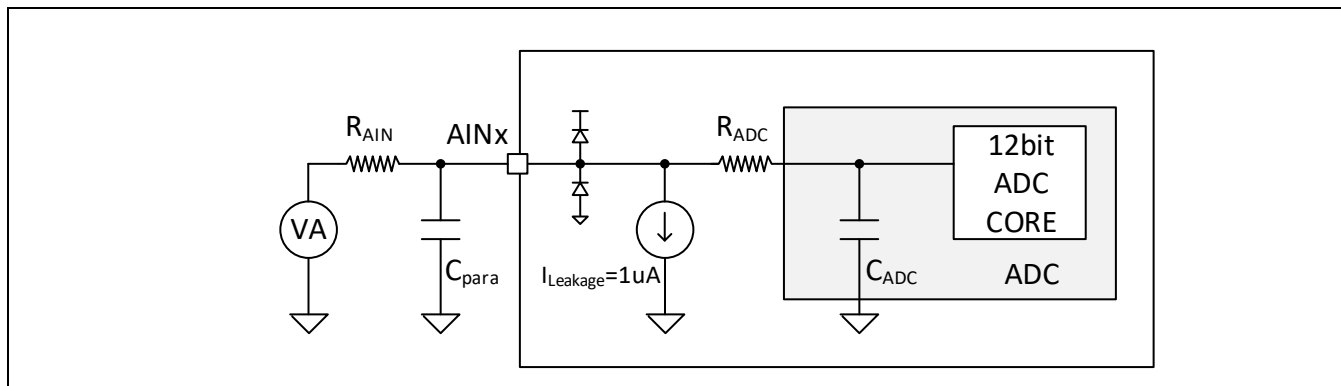 R_AIN
AINx
R_ADC
12bit
ADC
CORE
VA
C_para
I_Leakage=1uA
C_ADC
ADC